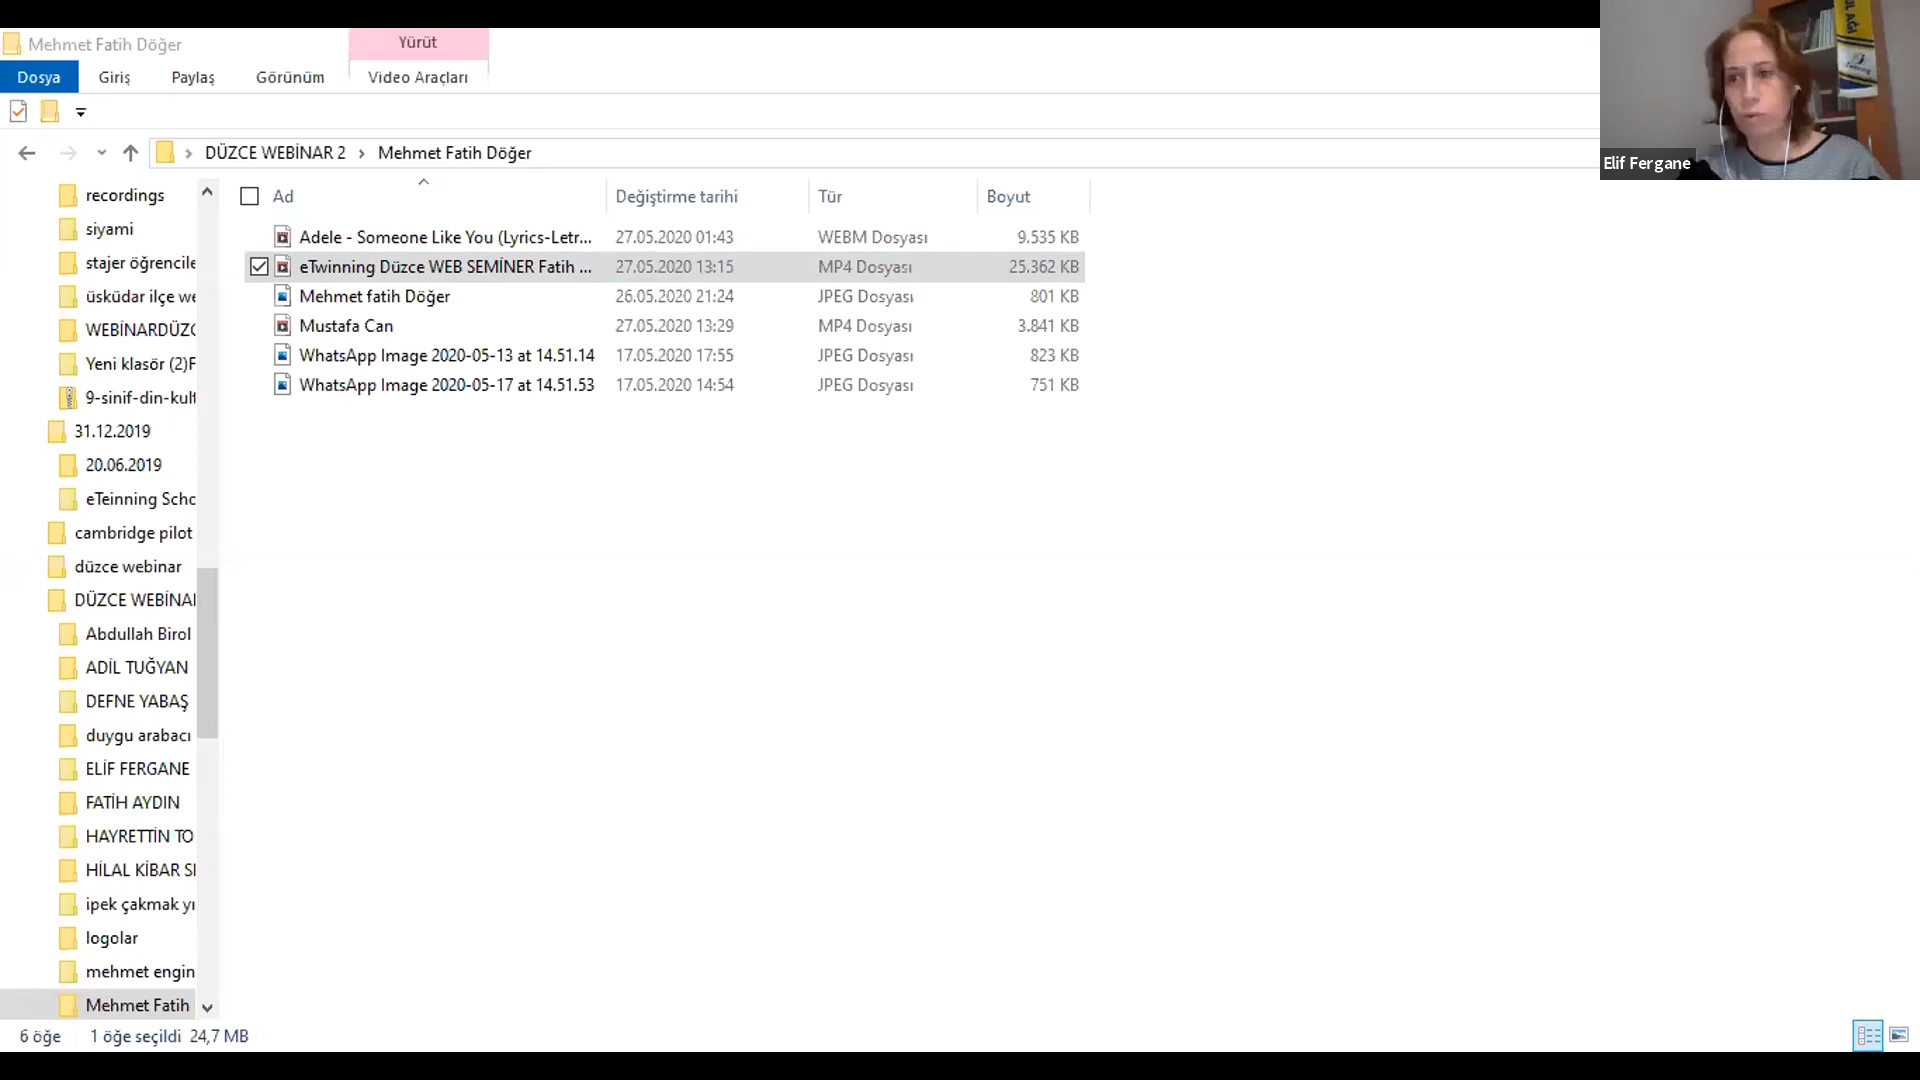 Mehmet Fatih Döğer
Yürüt
Dosya Giriş Paylaş Görünüm Video Araçları
DÜZCE WEBİNAR 2 › Mehmet Fatih Döğer
Elif Fergane
recordings
siyami
stajer öğrencile
üsküdar ilçe we
WEBİNARDÜZC
Yeni klasör (2)F
9-sinif-din-kult
31.12.2019
20.06.2019
eTeinning Scho
cambridge pilot
düzce webinar
DÜZCE WEBİNAI
Abdullah Birol
ADİL TUĞYAN
DEFNE YABAŞ
duygu arabacı
ELİF FERGANE
FATİH AYDIN
HAYRETTİN TO
HİLAL KİBAR SI
ipek çakmak yı
logolar
mehmet engin
Mehmet Fatih
Ad Değiştirme tarihi Tür Boyut
Adele - Someone Like You (Lyrics-Letr... 27.05.2020 01:43 WEBM Dosyası 9.535 KB
eTwinning Düzce WEB SEMİNER Fatih ... 27.05.2020 13:15 MP4 Dosyası 25.362 KB
Mehmet fatih Döğer 26.05.2020 21:24 JPEG Dosyası 801 KB
Mustafa Can 27.05.2020 13:29 MP4 Dosyası 3.841 KB
WhatsApp Image 2020-05-13 at 14.51.14 17.05.2020 17:55 JPEG Dosyası 823 KB
WhatsApp Image 2020-05-17 at 14.51.53 17.05.2020 14:54 JPEG Dosyası 751 KB
6 öğe 1 öğe seçildi 24,7 MB